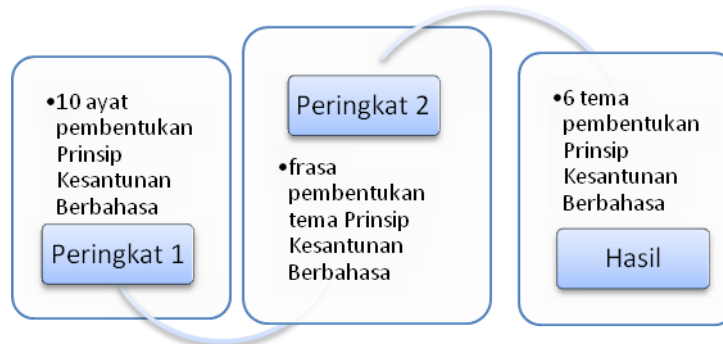 •10 ayat
pembentukan
Prinsip
Kesantunan
Berbahasa
Peringkat 1
Peringkat 2
•frasa
pembentukan
tema Prinsip
Kesantunan
Berbahasa
•6 tema
pembentukan
Prinsip
Kesantunan
Berbahasa
Hasil